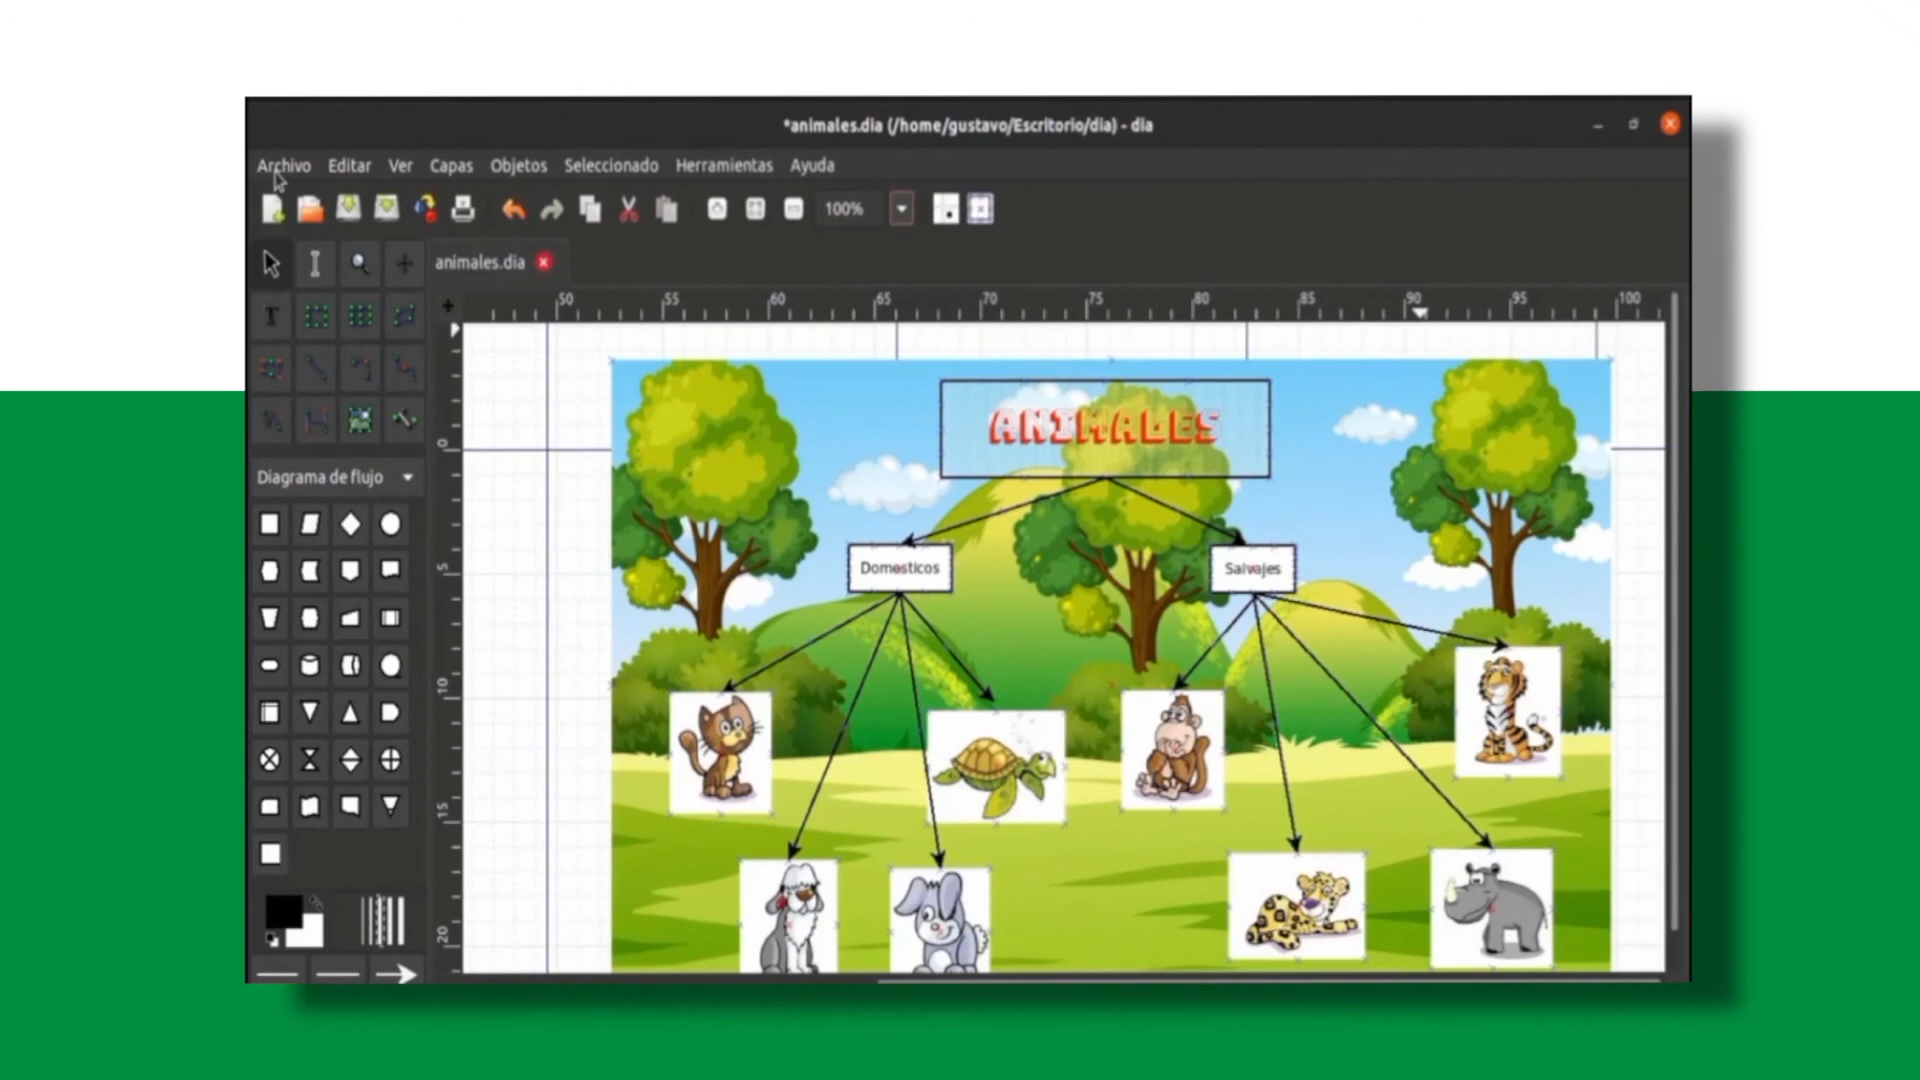 *animales.dia (/home/gustavo/Escritorio/dia) - dia
Archivo Editar Ver Capas Objetos Seleccionado Herramientas Ayuda
100%
animales.dia
50 55 60 65 70 75 80 85 90 95 100
T
0
5
10
15
20
Diagrama de flujo
ANIMALES
Domesticos
Salvajes